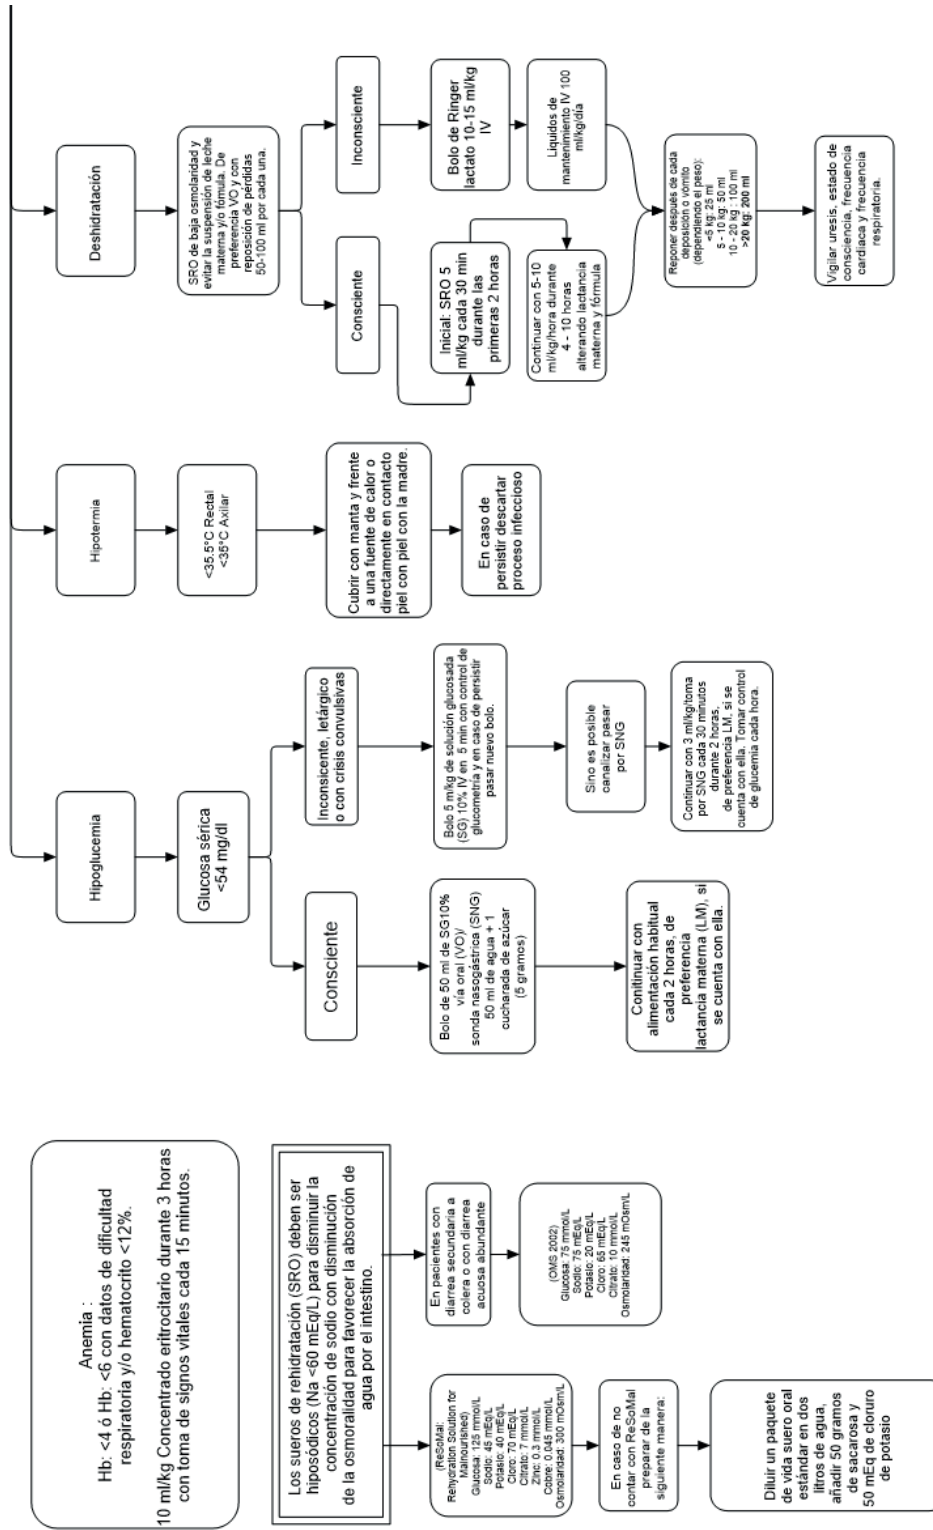 Anemia :
Hb: <4 ó Hb: <6 con datos de dificultad
respiratoria y/o hematocrito <12%.
10 ml/kg Concentrado eritrocitario durante 3 horas
con toma de signos vitales cada 15 minutos.
Los sueros de rehidratación (SRO) deben ser
hiposódicos (Na <60 mEq/L) para disminuir la
concentración de sodio con disminución
de la osmoralidad para favorecer la absorción de
agua por el intestino.
(ReSoMal:
Rehydration Solution for
Malnourished)
Glucosa: 125 mmol/L
Sodio: 45 mEq/L
Potasio: 40 mEq/L
Cloro: 70 mEq/L
Citrato: 7 mmol/L
Zinc: 0.3 mmol/L
Cobre: 0.045 mmol/L
Osmolaridad: 300 mOsm/L
En caso de no
contar con ReSoMal
preparar de la
siguiente manera:
Diluir un paquete
de vida suero oral
estándar en dos
litros de agua,
añadir 50 gramos
de sacarosa y
50 mEq de cloruro
de potasio
En pacientes con
diarrea secundaria a
colera o con diarrea
acuosa abundante
(OMS 2002)
Glucosa: 75 mmol/L
Sodio: 75 mEq/L
Potasio: 20 mEq/L
Cloro: 65 mEq/L
Citrato: 10 mmol/L
Osmolaridad: 245 mOsm/L
Hipoglucemia
Glucosa sérica
<54 mg/dl
Consciente
Bolo de 50 ml de SG10%
vía oral (VO)/
sonda nasogástrica (SNG)
50 ml de agua + 1
cucharada de azúcar
(5 gramos)
Conitinuar con
alimentación habitual
cada 2 horas, de
preferencia
lactancia materna (LM), si
se cuenta con ella.
Inconsicente, letárgico
o con crisis convulsivas
Bolo 5 m/kg de solución glucosada
(SG) 10% IV en 5 min con control de
glucometría y en caso de persistir
pasar nuevo bolo.
Sino es posible
canalizar pasar
por SNG
Continuar con 3 ml/kg/toma
por SNG cada 30 minutos
durante 2 horas,
de preferencia LM, si se
cuenta con ella. Tomar control
de glucemia cada hora.
Hipotermia
<35.5°C Rectal
<35°C Axilar
Cubrir con manta y frente
a una fuente de calor o
directamente en contacto
piel con piel con la madre.
En caso de
persistir descartar
proceso infeccioso
Deshidratación
SRO de baja osmolaridad y
evitar la suspensión de leche
materna y/o fómula. De
preferencia VO y con
reposición de perdidas
50-100 ml por cada una.
Consciente
Inicial: SRO 5
ml/kg cada 30 min
durante las
primeras 2 horas
Continuar con 5-10
ml/kg/hora durante
4 - 10 horas
alterando lactancia
materna y fórmula
Inconsciente
Bolo de Ringer
lactato 10-15 ml/kg
IV
Liquidos de
mantenimiento IV 100
ml/kg/día
Reponer después de cada
deposición o vómito
(dependiendo el peso):
<5 kg: 25 ml
5 - 10 kg: 50 ml
10 - 20 kg : 100 ml
>20 kg: 200 ml
Vigilar uresis, estado de
consciencia, frecuencia
cardiaca y frecuencia
respiratoria.